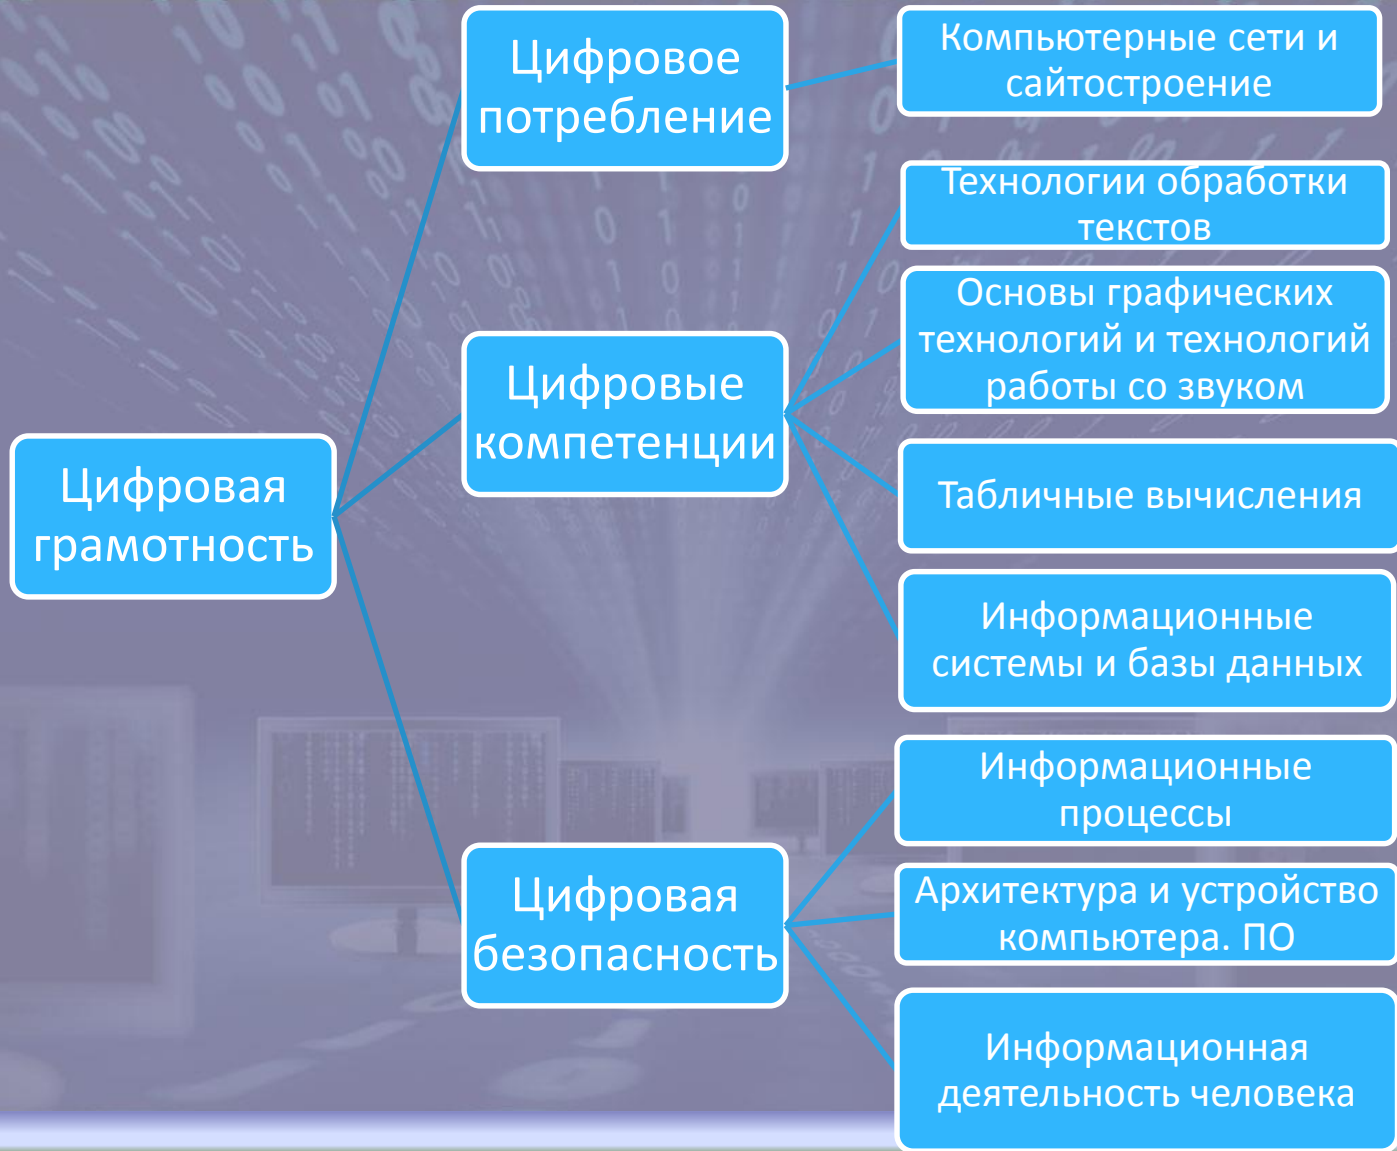 Цифровая
грамотность
Цифровое
потребление
Компьютерные сети и
сайтостроение
Цифровые
компетенции
Технологии обработки
текстов
Основы графических
технологий и технологий
работы со звуком
Табличные вычисления
Информационные
системы и базы данных
Цифровая
безопасность
Информационные
процессы
Архитектура и устройство
компьютера. ПО
Информационная
деятельность человека